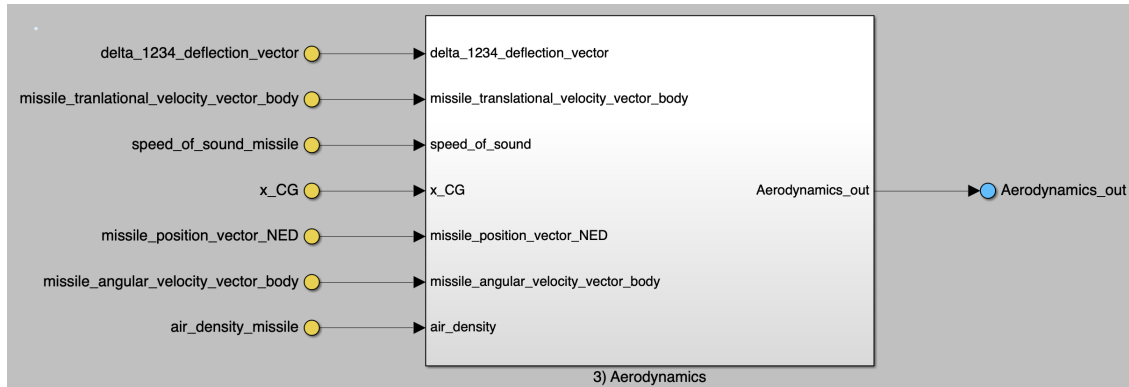 delta_1234_deflection_vector delta_1234_deflection_vector
missile_tranlational_velocity_vector_body missile_translational_velocity_vector_body
speed_of_sound_missile speed_of_sound
x_CG x_CG Aerodynamics_out Aerodynamics_out
missile_position_vector_NED missile_position_vector_NED
missile_angular_velocity_vector_body missile_angular_velocity_vector_body
air_density_missile air_density
3) Aerodynamics